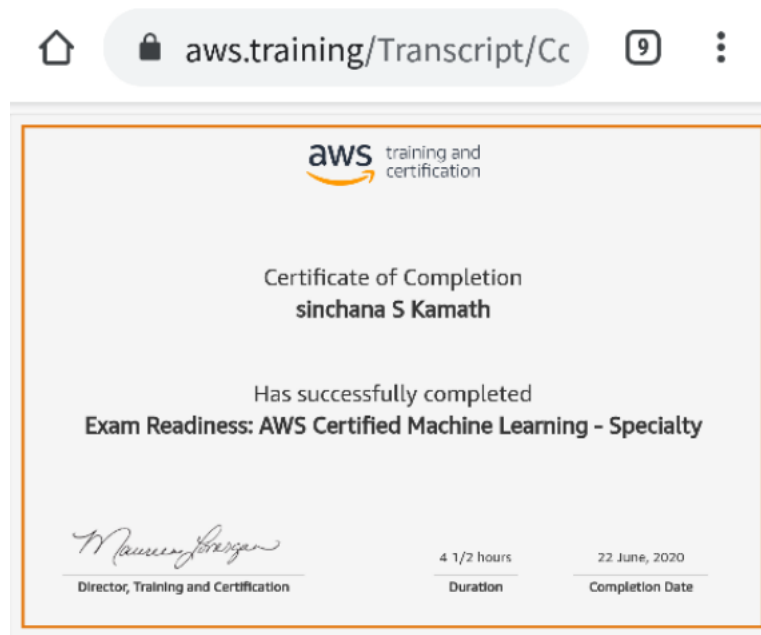 aws.training/Transcript/Cc
9
aws training and
certification
Certificate of Completion
sinchana S Kamath
Has successfully completed
Exam Readiness: AWS Certified Machine Learning - Specialty
Maureen Lonergan
4 1/2 hours
22 June, 2020
Director, Training and Certification
Duration
Completion Date